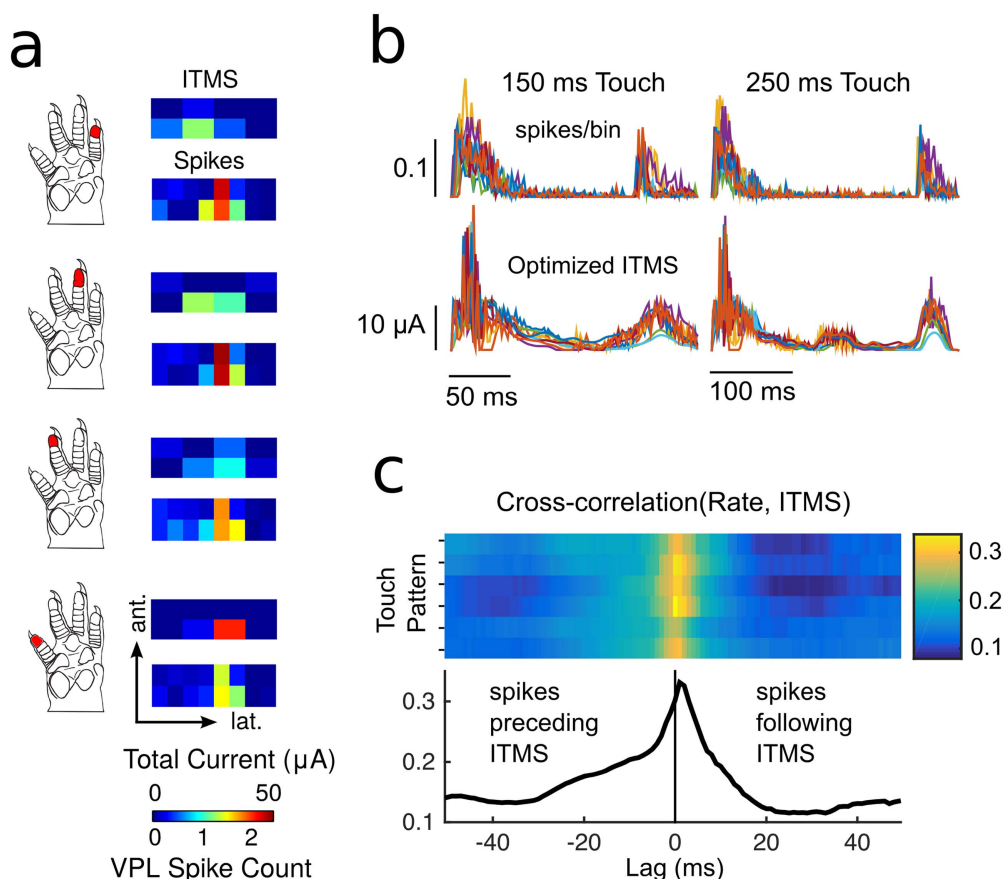 a
ITMS
Spikes
ant.
lat.
Total Current (µA)
0 50
0 1 2
VPL Spike Count
b
150 ms Touch 250 ms Touch
spikes/bin
0.1
Optimized ITMS
10 µA
50 ms 100 ms
c
Cross-correlation(Rate, ITMS)
Touch
Pattern
0.3
0.2
0.1
spikes
preceding
ITMS
spikes
following
ITMS
0.3
0.2
0.1
-40 -20 0 20 40
Lag (ms)